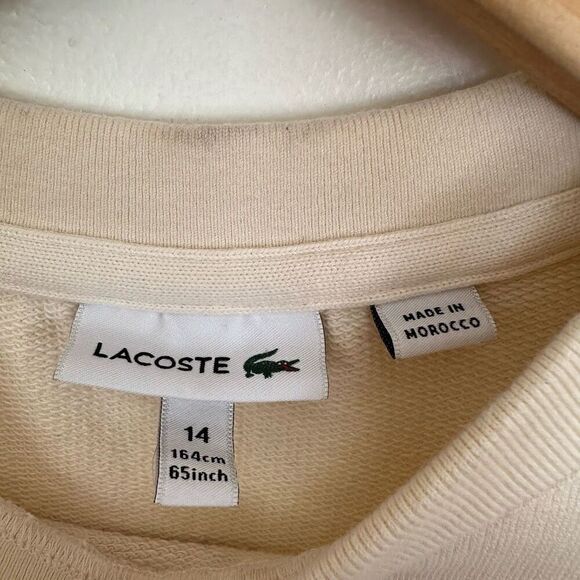 LACOSTE
MADE IN
MOROCCO
14
164cm
65inch